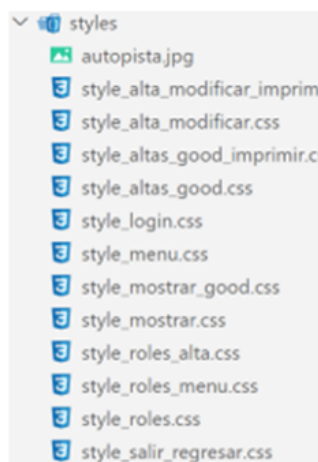 styles
autopista.jpg
style_alta_modificar_imprim
style_alta_modificar.css
style_altas_good_imprimir.c
style_altas_good.css
style_login.css
style_menu.css
style_mostrar_good.css
style_mostrar.css
style_roles_alta.css
style_roles_menu.css
style_roles.css
style_salir_regresar.css